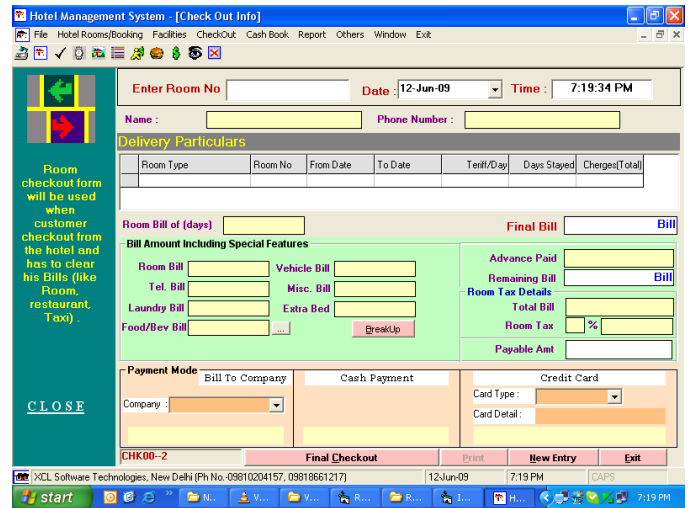 Hotel Management System - [Check Out Info]
File Hotel Rooms/Booking Facilities CheckOut Cash Book Report Others Window Exit
Enter Room No Date : 12-Jun-09 Time : 7:19:34 PM
Name : Phone Number :
Delivery Particulars
Room Type Room No From Date To Date Teriff/Day Days Stayed Cherges(Total)
Room
checkout form
will be used
when
customer
checkout from
the hotel and
has to clear
his Bills (like
Room,
restaurant,
Taxi) .
CLOSE
Room Bill of (days) Final Bill Bill
Bill Amount Including Special Features
Room Bill Vehicle Bill
Tel. Bill Misc. Bill
Laundry Bill Extra Bed
Food/Bev Bill ... BreakUp
Advance Paid
Remaining Bill Bill
Room Tax Details
Total Bill
Room Tax %
Payable Amt
Payment Mode
Bill To Company Cash Payment Credit Card
Company : Card Type :
Card Detail :
CHK00--2 Final Checkout Print New Entry Exit
XCL Software Technologies, New Delhi (Ph No.-09810204157, 09818661217) 12-Jun-09 7:19 PM CAPS
start N.. V... V... R... R... I... H... 7:19 PM